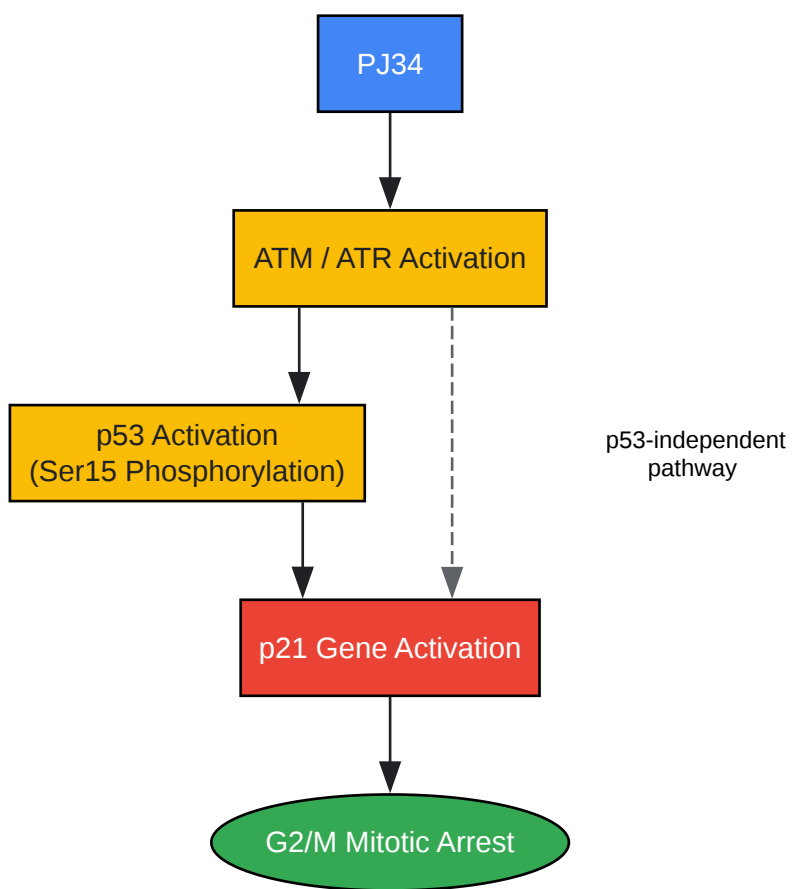 PJ34
ATM / ATR Activation
p53 Activation
(Ser15 Phosphorylation)
p53-independent
pathway
p21 Gene Activation
G2/M Mitotic Arrest